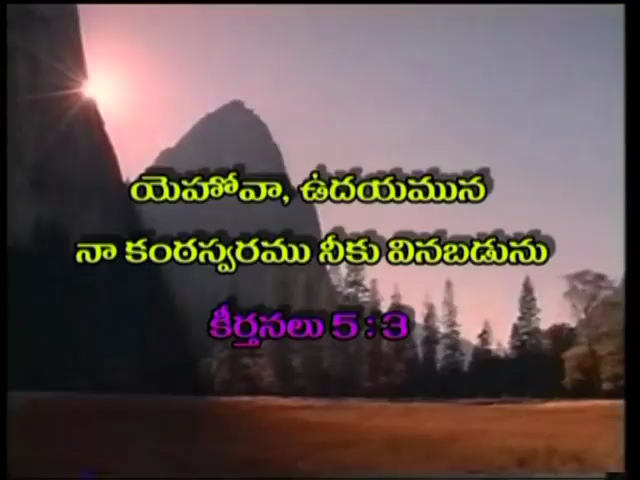 యెహోవా, ఉదయమున
నా కంఠస్వరము నీకు వినబడును
కీర్తనలు 5 : 3